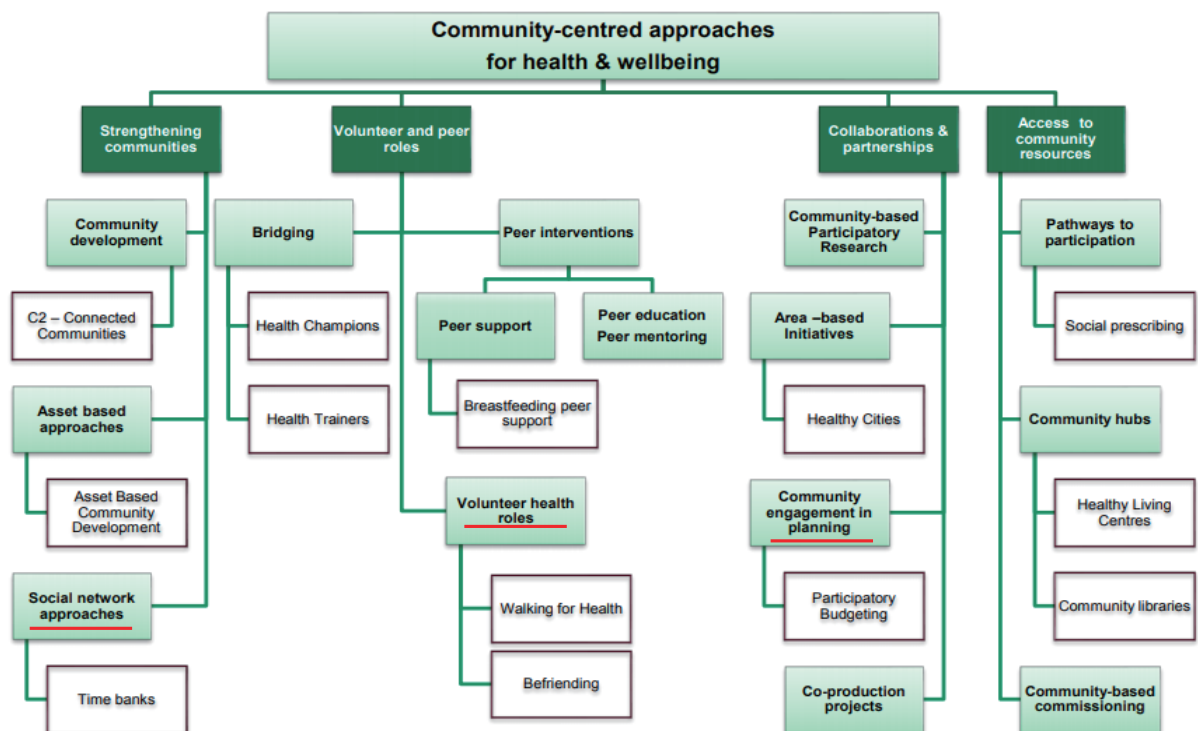 Community-centred approaches
for health & wellbeing
Strengthening
communities
Volunteer and peer
roles
Collaborations &
partnerships
Access to
community
resources
Community
development
C2 – Connected
Communities
Asset based
approaches
Asset Based
Community
Development
Social network
approaches
Time banks
Bridging
Health Champions
Health Trainers
Peer interventions
Peer support
Breastfeeding peer
support
Peer education
Peer mentoring
Volunteer health
roles
Walking for Health
Befriending
Community-based
Participatory
Research
Area –based
Initiatives
Healthy Cities
Community
engagement in
planning
Participatory
Budgeting
Co-production
projects
Pathways to
participation
Social prescribing
Community hubs
Healthy Living
Centres
Community libraries
Community-based
commissioning